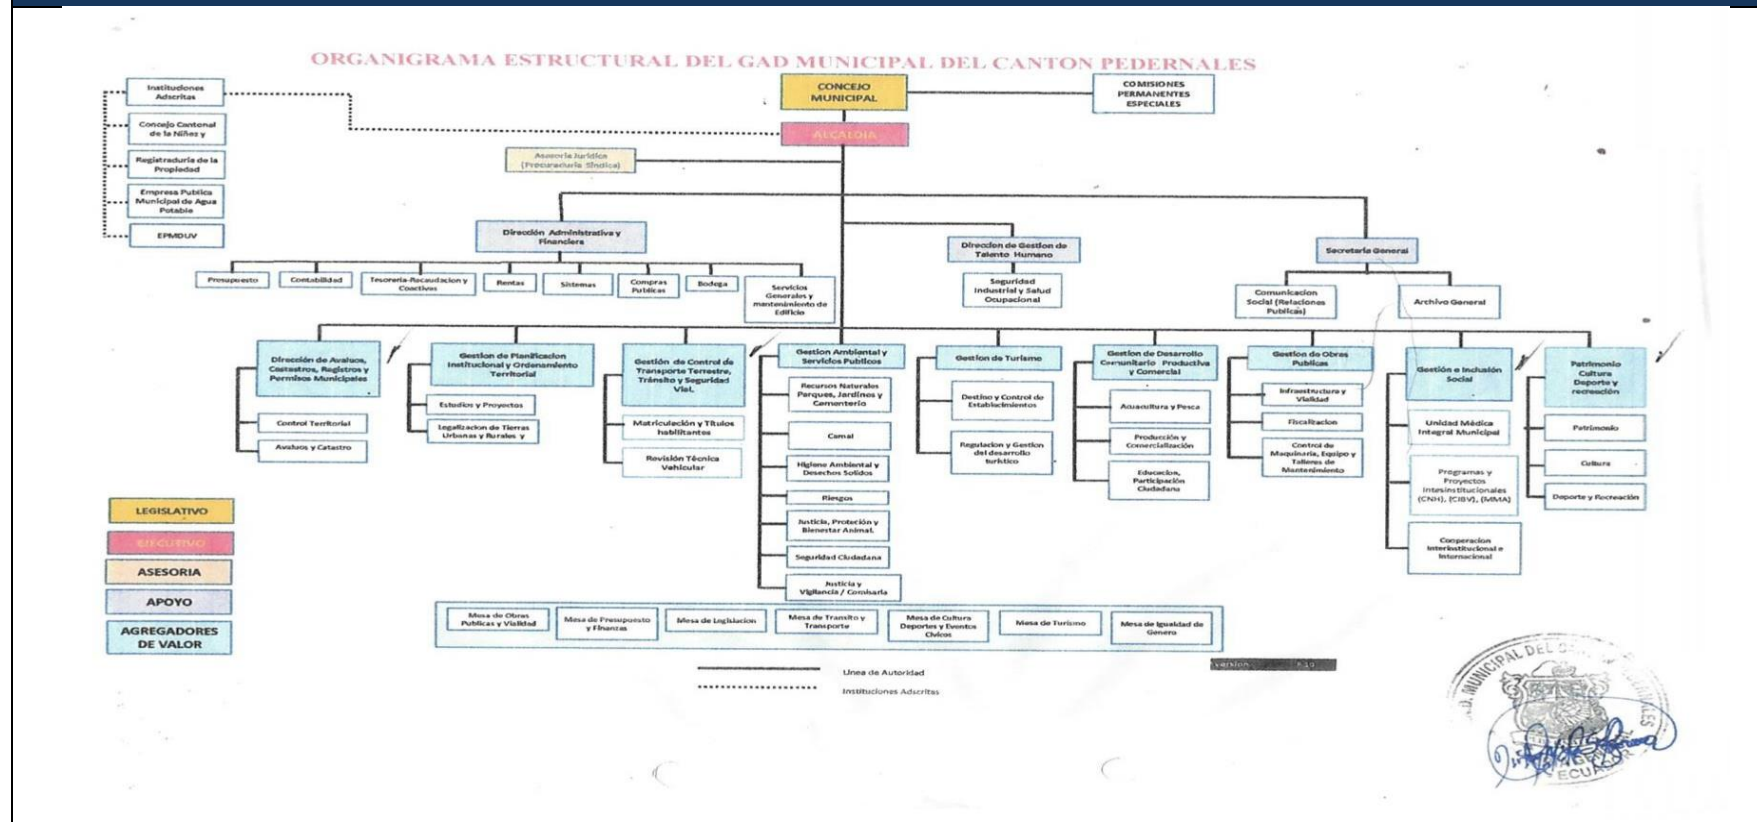 ORGANIGRAMA ESTRUCTURAL DEL GAD MUNICIPAL DEL CANTON PEDERNALES
CONCEJO
MUNICIPAL
COMISIONES
PERMANENTES
ESPECIALES
ALCALDIA
Asesoría Jurídica
(Procuraduría Síndica)
Instituciones
Adscritas
Concejo Cantonal
de la Niñez y
Registraduría de la
Propiedad
Empresa Publica
Municipal de Agua
Potable
EPMDUV
Dirección Administrativa y
Financiera
Direccion de Gestion de
Talento Humano
Secretaría General
Presupuesto
Contabilidad
Tesoreria-Recaudacion y
Coactivas
Rentas
Sistemas
Compras
Publicas
Bodega
Servicios
Generales y
mantenimiento de
Edificio
Seguridad
Industrial y Salud
Ocupacional
Comunicacion
Social (Relaciones
Publicas)
Archivo General
Dirección de Avaluos,
Castastros, Registros y
Permisos Municipales
Control Territorial
Avaluos y Catastro
Gestion de Planificacion
Institucional y Ordenamiento
Territorial
Estudios y Proyectos
Legalizacion de Tierras
Urbanas y Rurales y
Gestión de Control de
Transporte Terrestre,
Tránsito y Seguridad
Vial.
Matriculación y Títulos
habilitantes
Revisión Técnica
Vehicular
Gestion Ambiental y
Servicios Publicos
Recursos Naturales
Parques, Jardines y
Cementerio
Camal
Higiene Ambiental y
Desechos Solidos
Riesgos
Justicia, Proteción y
Bienestar Animal.
Seguridad Ciudadana
Justicia y
Vigilancia / Comisaria
Gestion de Turismo
Destino y Control de
Establecimientos
Regulacion y Gestion
del desarrollo
turístico
Gestion de Desarrollo
Comunitario Productiva
y Comercial
Acuacultura y Pesca
Producción y
Comercialización
Educacion,
Participación
Ciudadana
Gestion de Obras
Publicas
Infraestructura y
Vialidad
Fiscalizacion
Control de
Maquinaria, Equipo y
Talleres de
Mantenimiento
Gestión e Inclusión
Social
Unidad Médica
Integral Municipal
Programas y
Proyectos
Intesinstitucionales
(CNH), (CIBV), (MMA)
Cooperacion
Interinstitucional e
Internacional
Patrimonio
Cultura
Deporte y
recreación
Patrimonio
Cultura
Deporte y Recreación
LEGISLATIVO
EJECUTIVO
ASESORIA
APOYO
AGREGADORES
DE VALOR
Mesa de Obras
Publicas y Vialidad
Mesa de Presupuesto
y Finanzas
Mesa de Legislacion
Mesa de Transito y
Transporte
Mesa de Cultura
Deportes y Eventos
Cívicos
Mesa de Turismo
Mesa de Igualdad de
Genero
Linea de Autoridad
Instituciones Adscritas
version
MUNICIPAL DEL
ECUADOR